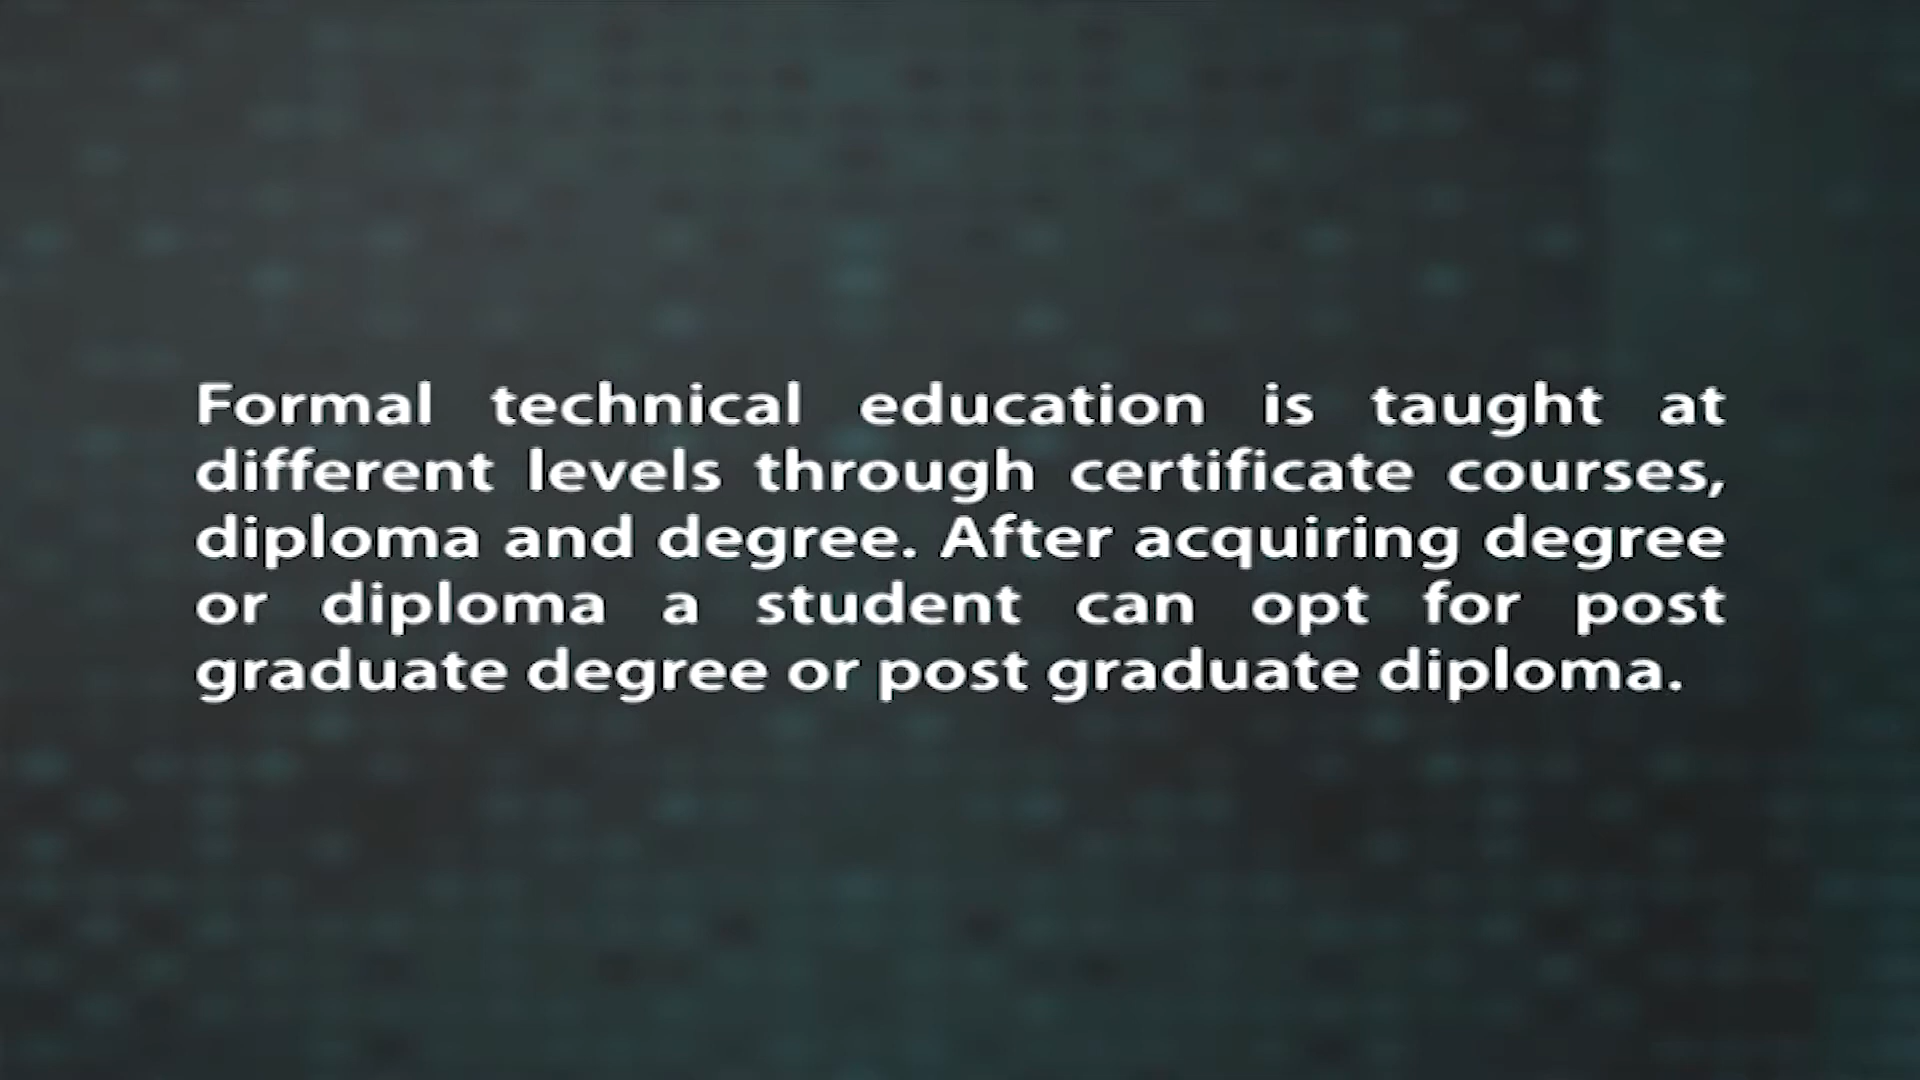 Formal technical education is taught at
different levels through certificate courses,
diploma and degree. After acquiring degree
or diploma a student can opt for post
graduate degree or post graduate diploma.